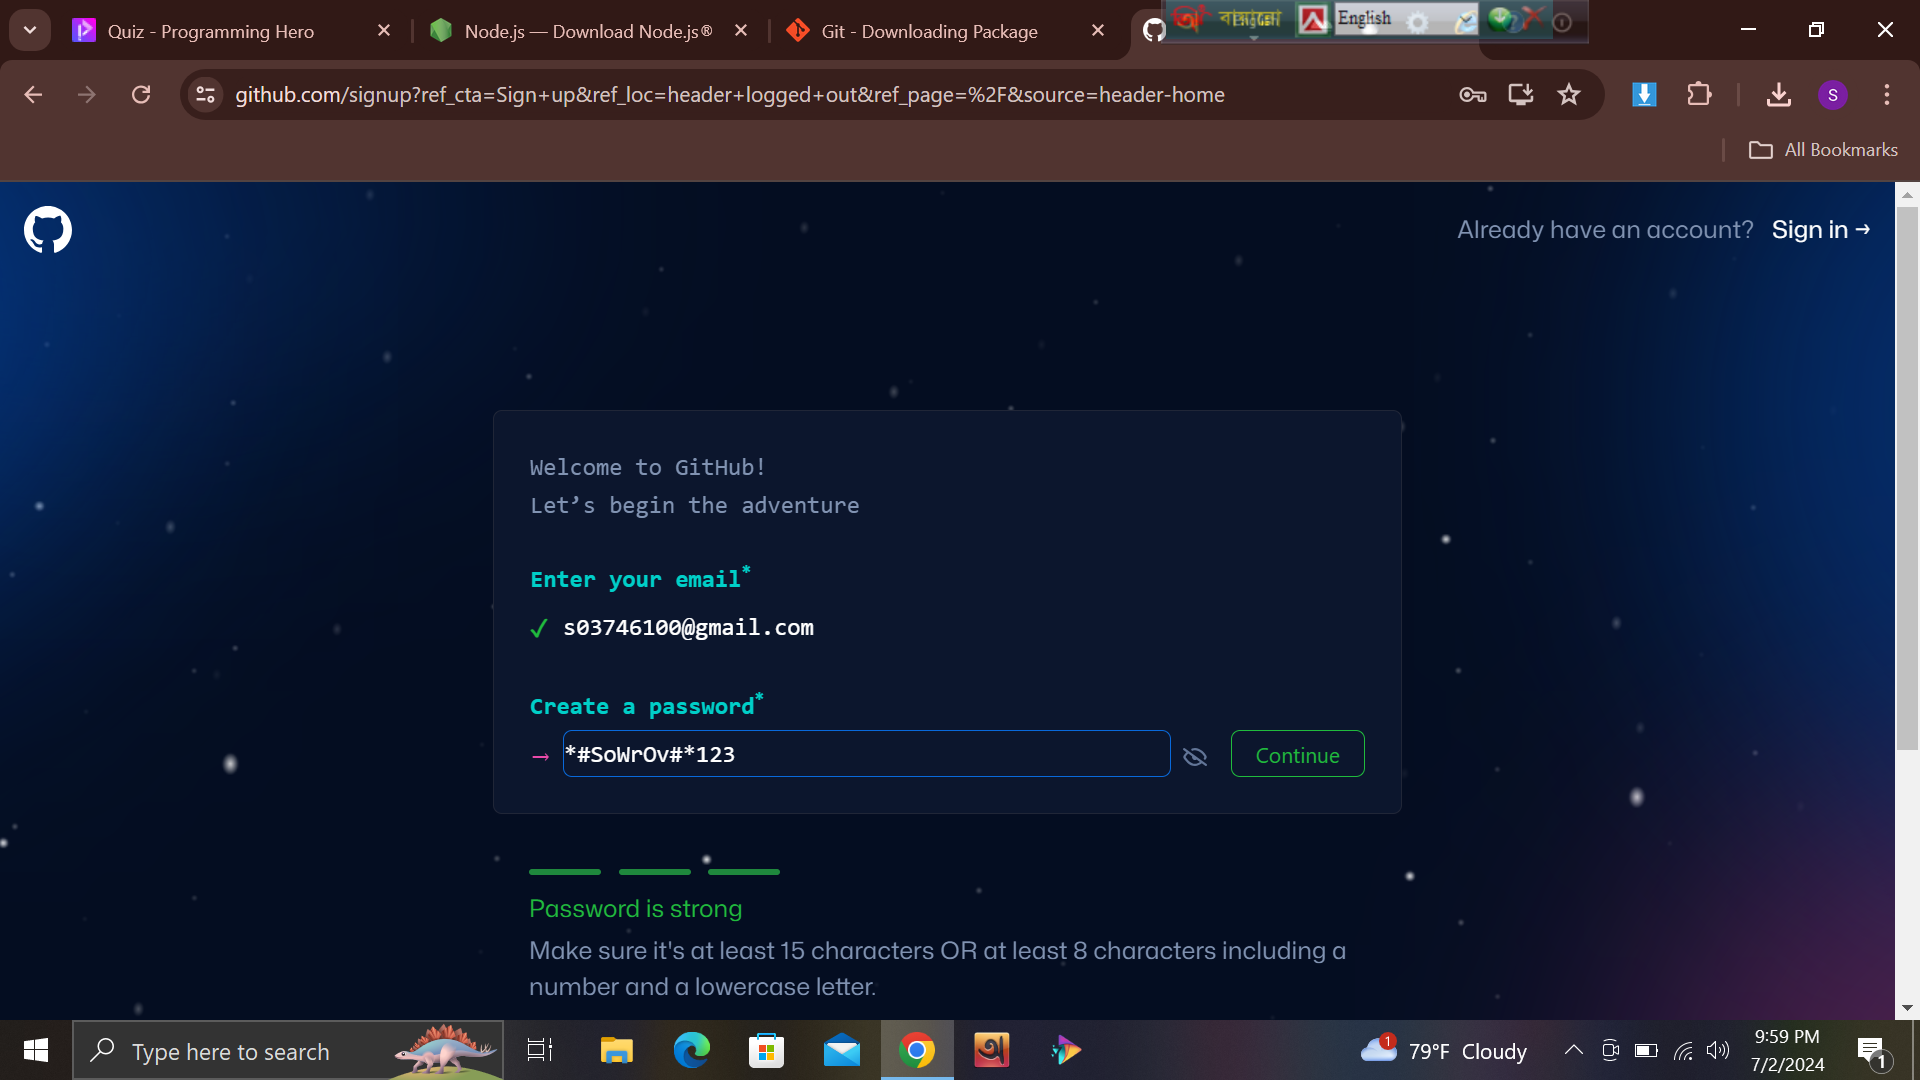 Quiz - Programming Hero
Node.js — Download Node.js®
Git - Downloading Package
English
github.com/signup?ref_cta=Sign+up&ref_loc=header+logged+out&ref_page=%2F&source=header-home
S
All Bookmarks
Already have an account? Sign in →
Welcome to GitHub!
Let’s begin the adventure
Enter your email*
✓ s03746100@gmail.com
Create a password*
→ *#SoWrOv#*123
Continue
Password is strong
Make sure it's at least 15 characters OR at least 8 characters including a
number and a lowercase letter.
Type here to search
1
79°F Cloudy
9:59 PM
7/2/2024
1